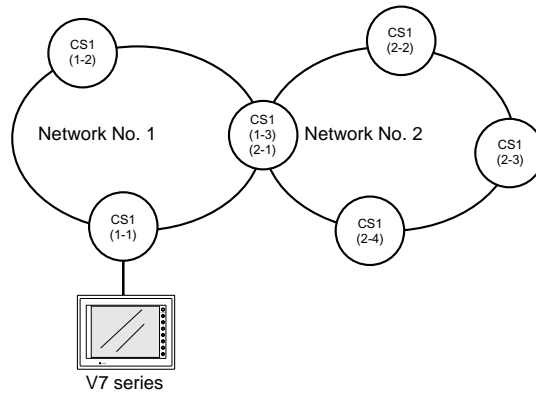 CS1
(1-2)
CS1
(2-2)
Network No. 1
CS1
(1-3)
(2-1)
Network No. 2
CS1
(2-3)
CS1
(1-1)
CS1
(2-4)
V7 series